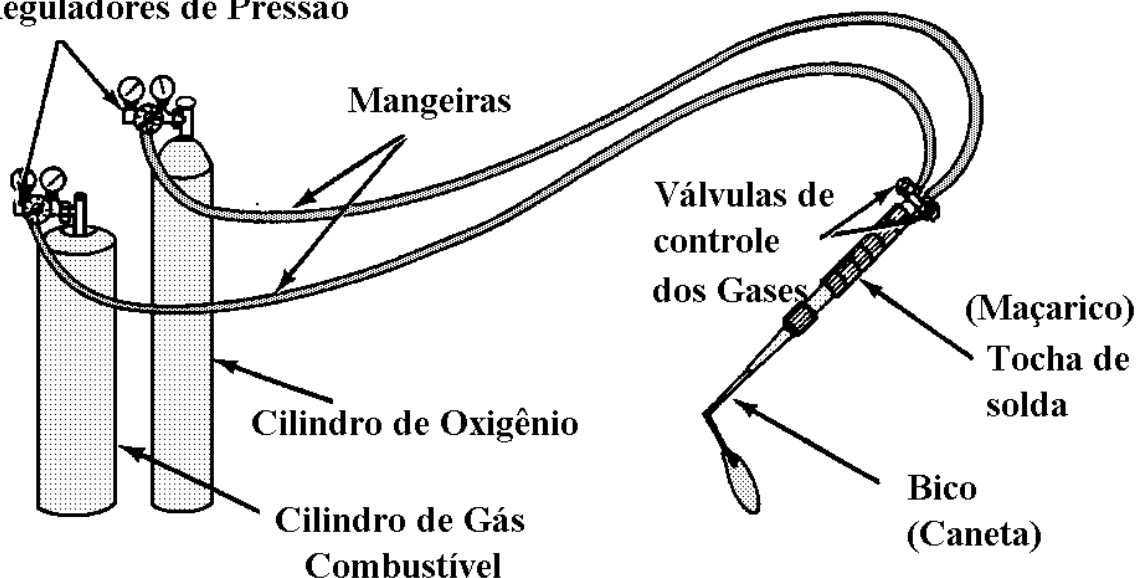 Reguladores de Pressão
Mangeiras
Válvulas de
controle
dos Gases
(Maçarico)
Tocha de
solda
Cilindro de Oxigênio
Bico
(Caneta)
Cilindro de Gás
Combustível